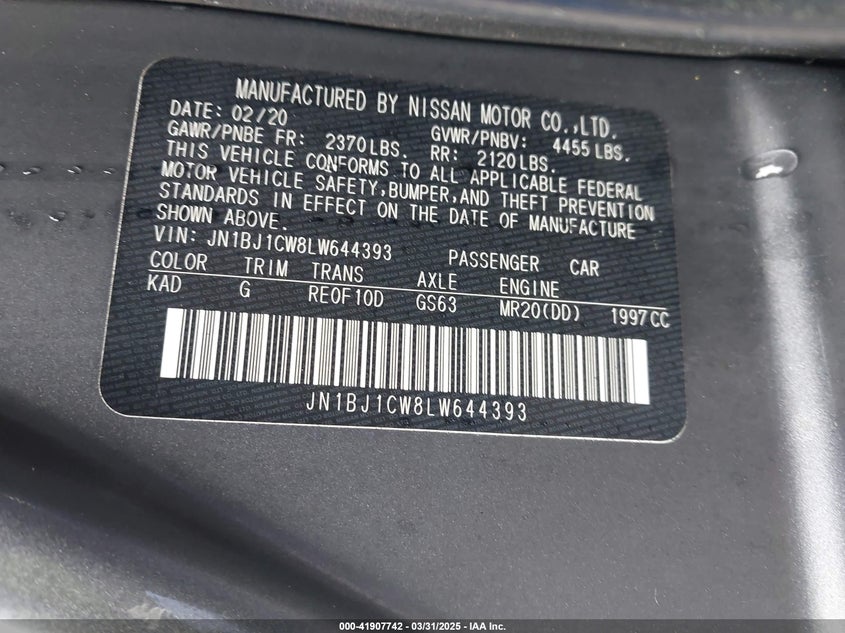 MANUFACTURED BY NISSAN MOTOR CO.,LTD.
DATE: 02/20
GAWR/PNBE FR: 2370LBS. GVWR/PNBV: 4455LBS.
RR: 2120LBS.
THIS VEHICLE CONFORMS TO ALL APPLICABLE FEDERAL
MOTOR VEHICLE SAFETY,BUMPER,AND THEFT PREVENTION
STANDARDS IN EFFECT ON THE DATE OF MANUFACTURE
SHOWN ABOVE.
VIN: JN1BJ1CW8LW644393 PASSENGER CAR
COLOR TRIM TRANS AXLE ENGINE
KAD G RE0F10D GS63 MR20(DD) 1997CC
JN1BJ1CW8LW644393
000-41907742 - 03/31/2025 - IAA Inc.